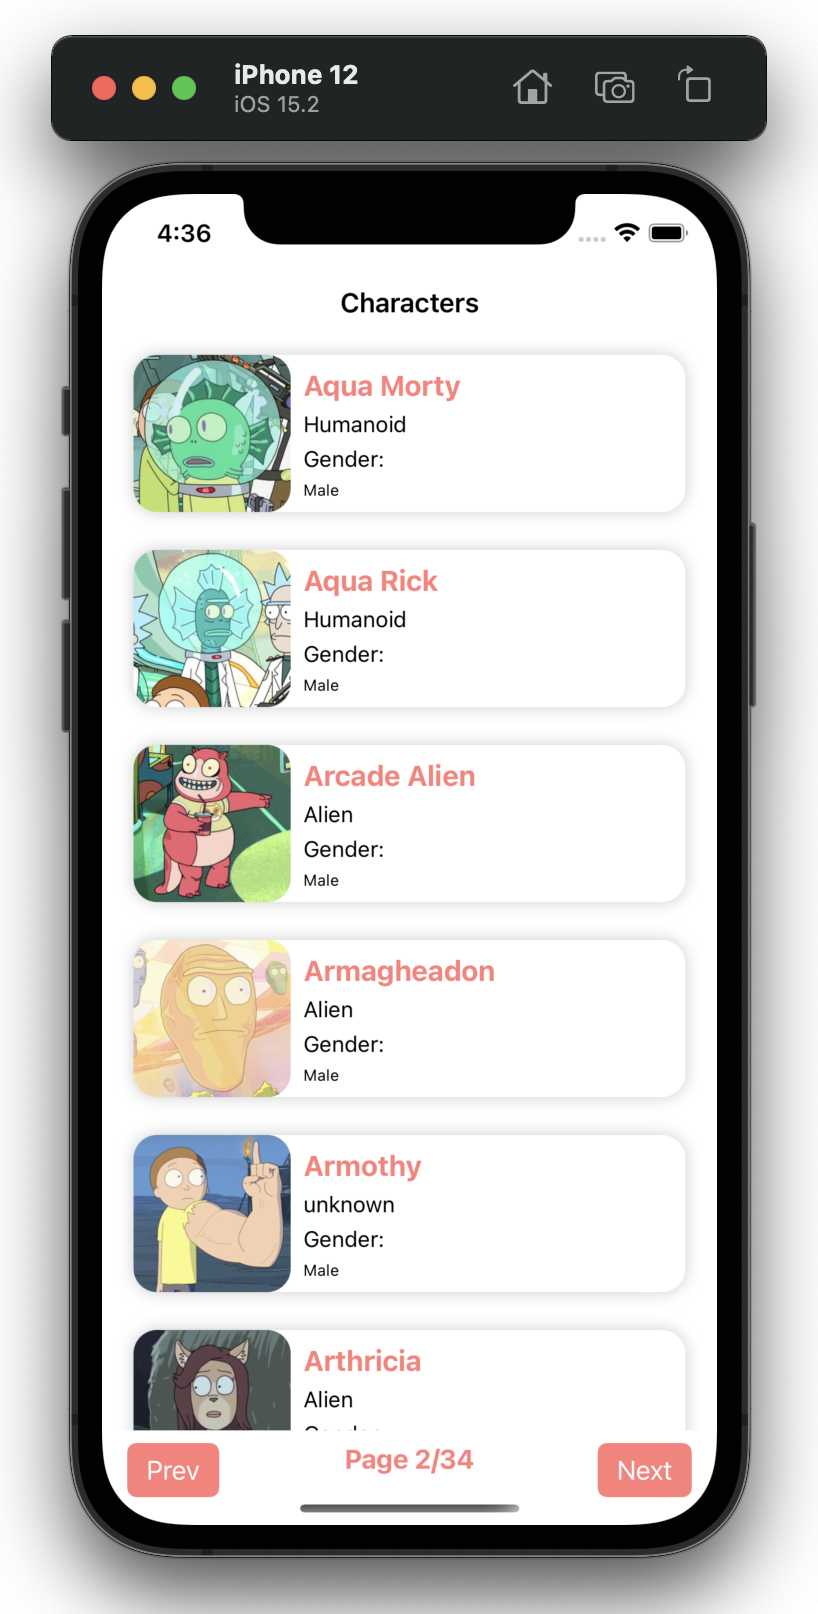 iPhone 12
iOS 15.2
4:36
Characters
Aqua Morty
Humanoid
Gender:
Male
Aqua Rick
Humanoid
Gender:
Male
Arcade Alien
Alien
Gender:
Male
Armagheadon
Alien
Gender:
Male
Armothy
unknown
Gender:
Male
Arthricia
Alien
Prev
Page 2/34
Next